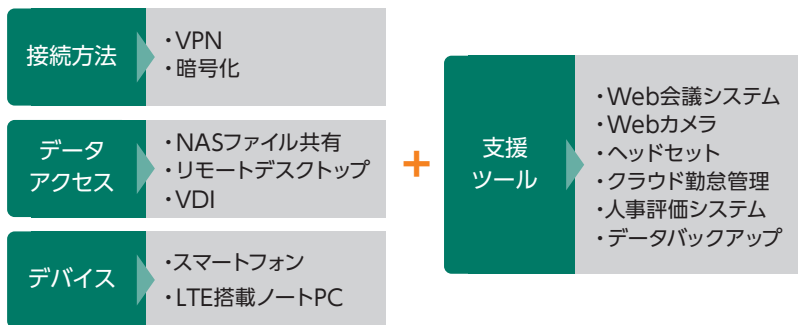 接続方法
・VPN
・暗号化
データ
アクセス
・NASファイル共有
・リモートデスクトップ
・VDI
デバイス
・スマートフォン
・LTE搭載ノートPC
+
支援
ツール
・Web会議システム
・Webカメラ
・ヘッドセット
・クラウド勤怠管理
・人事評価システム
・データバックアップ